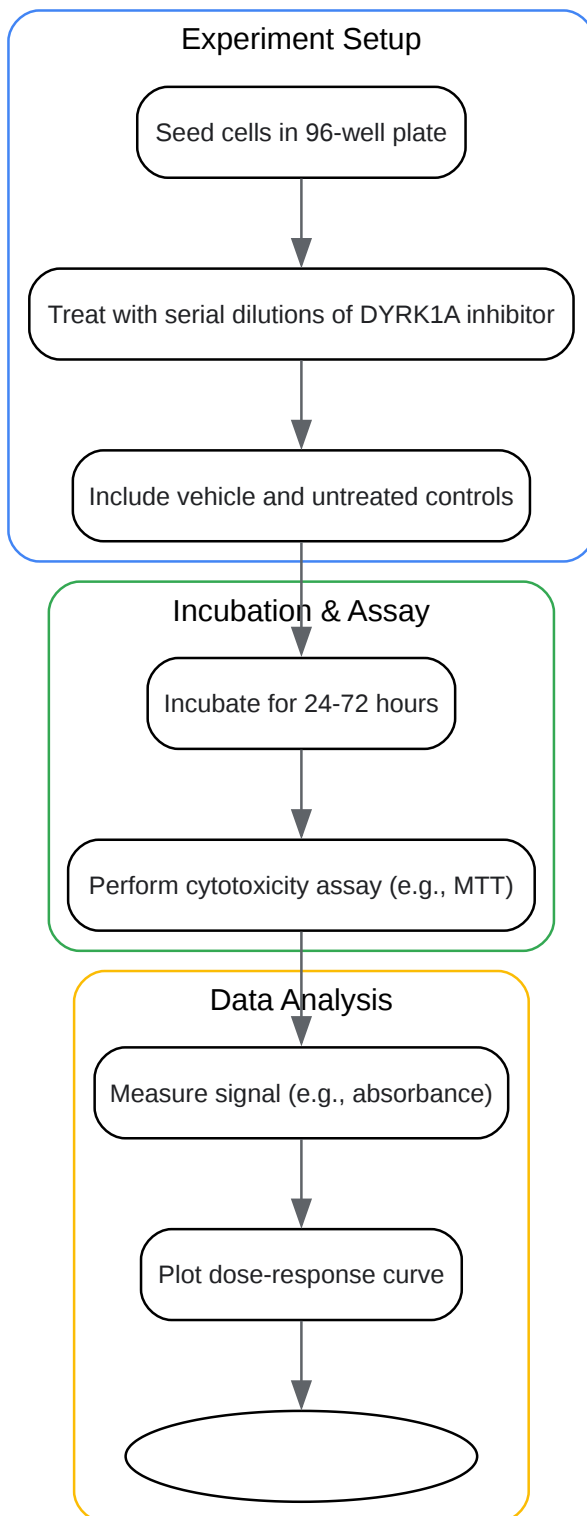 Experiment Setup
Seed cells in 96-well plate
Treat with serial dilutions of DYRK1A inhibitor
Include vehicle and untreated controls
Incubation & Assay
Incubate for 24-72 hours
Perform cytotoxicity assay (e.g., MTT)
Data Analysis
Measure signal (e.g., absorbance)
Plot dose-response curve